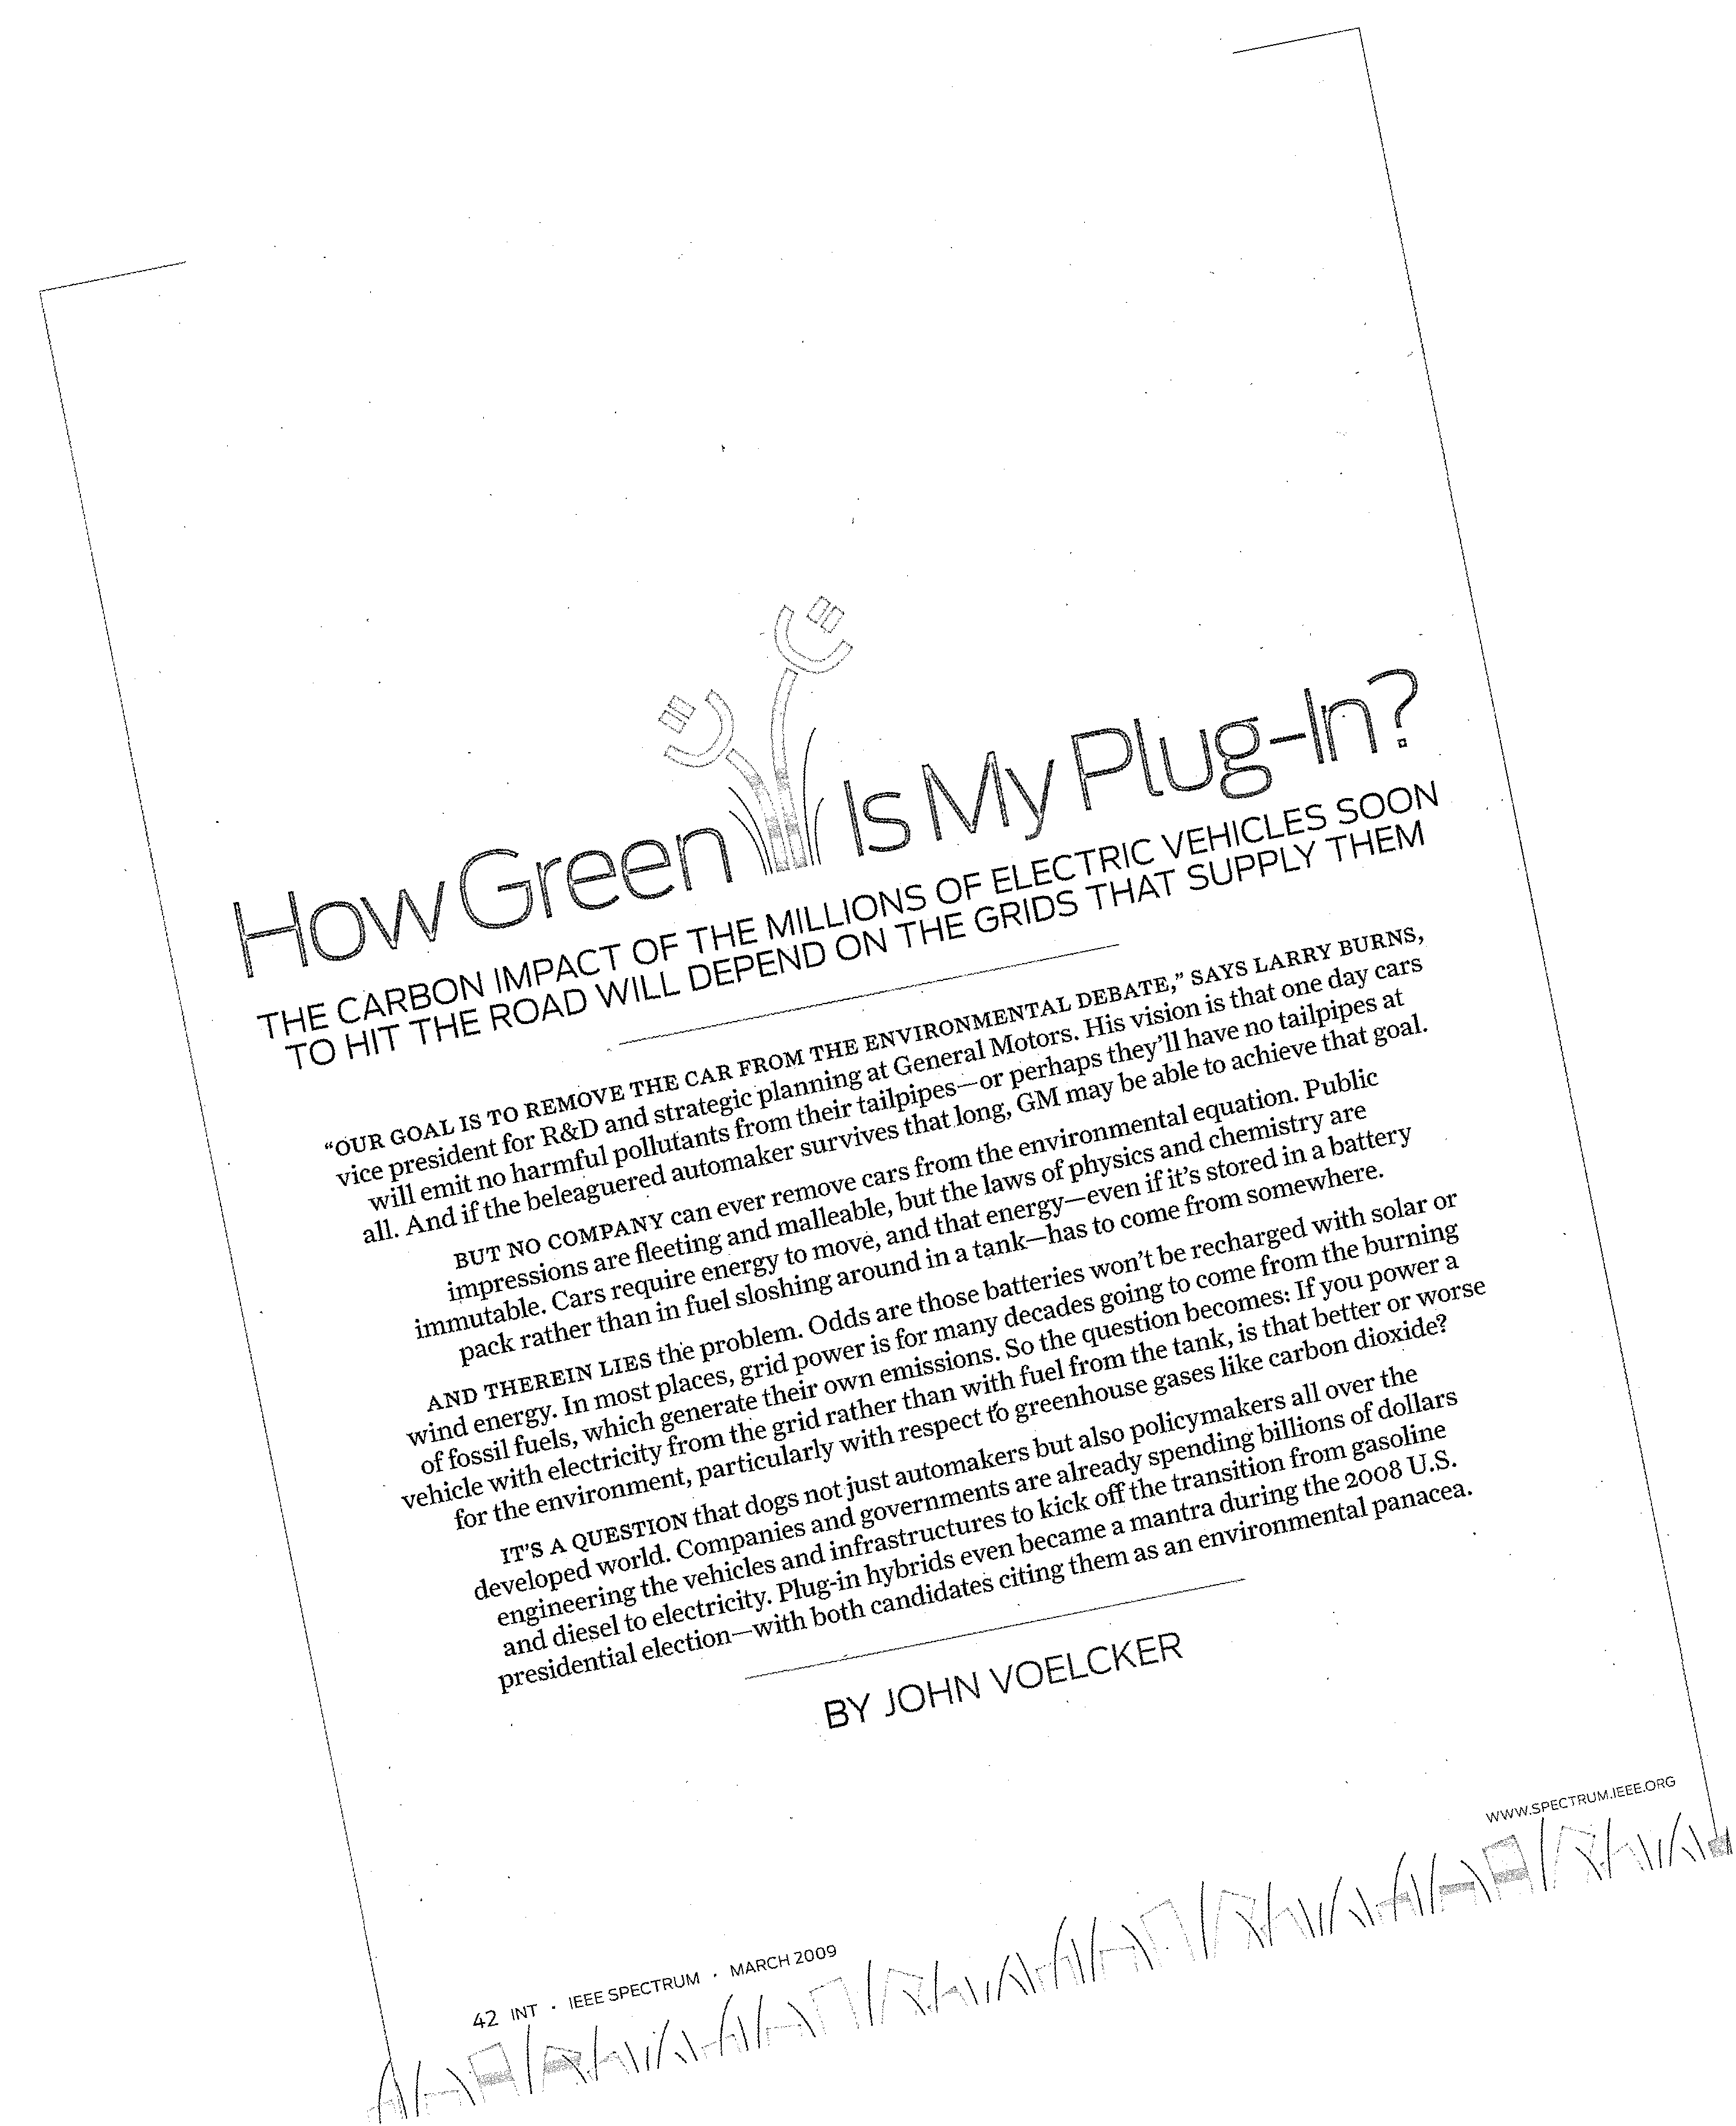 How Green Is My Plug-In?
THE CARBON IMPACT OF THE MILLIONS OF ELECTRIC VEHICLES SOON
TO HIT THE ROAD WILL DEPEND ON THE GRIDS THAT SUPPLY THEM
“OUR GOAL IS TO REMOVE THE CAR FROM THE ENVIRONMENTAL DEBATE,” SAYS LARRY BURNS,
vice president for R&D and strategic planning at General Motors. His vision is that one day cars
will emit no harmful pollutants from their tailpipes—or perhaps they’ll have no tailpipes at
all. And if the beleaguered automaker survives that long, GM may be able to achieve that goal.
BUT NO COMPANY can ever remove cars from the environmental equation. Public
impressions are fleeting and malleable, but the laws of physics and chemistry are
immutable. Cars require energy to move, and that energy—even if it’s stored in a battery
pack rather than in fuel sloshing around in a tank—has to come from somewhere.
AND THEREIN LIES the problem. Odds are those batteries won’t be recharged with solar or
wind energy. In most places, grid power is for many decades going to come from the burning
of fossil fuels, which generate their own emissions. So the question becomes: If you power a
vehicle with electricity from the grid rather than with fuel from the tank, is that better or worse
for the environment, particularly with respect to greenhouse gases like carbon dioxide?
IT’S A QUESTION that dogs not just automakers but also policymakers all over the
developed world. Companies and governments are already spending billions of dollars
engineering the vehicles and infrastructures to kick off the transition from gasoline
and diesel to electricity. Plug-in hybrids even became a mantra during the 2008 U.S.
presidential election—with both candidates citing them as an environmental panacea.
BY JOHN VOELCKER
WWW.SPECTRUM.IEEE.ORG
42 INT · IEEE SPECTRUM · MARCH 2009